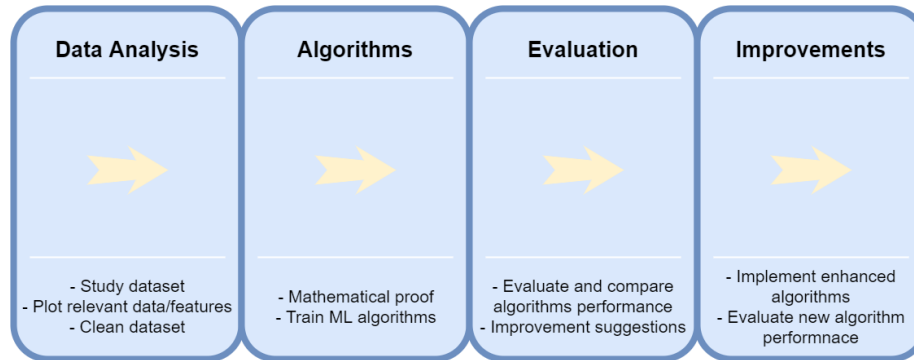 Data Analysis
Algorithms
Evaluation
Improvements
- Study dataset
- Plot relevant data/features
- Clean dataset
- Mathematical proof
- Train ML algorithms
- Evaluate and compare
algorithms performance
- Improvement suggestions
- Implement enhanced
algorithms
- Evaluate new algorithm
performnace